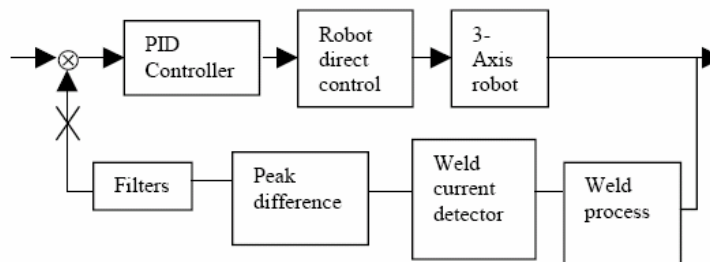 PID
Controller
Robot
direct
control
3-
Axis
robot
Filters
Peak
difference
Weld
current
detector
Weld
process